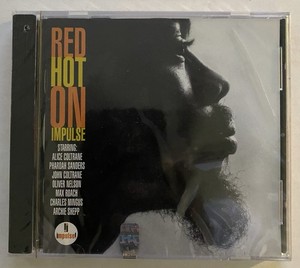 RED
HOT
ON
IMPULSE
STARRING:
ALICE COLTRANE
PHAROAH SANDERS
JOHN COLTRANE
OLIVER NELSON
MAX ROACH
CHARLES MINGUS
ARCHIE SHEPP
impulse!